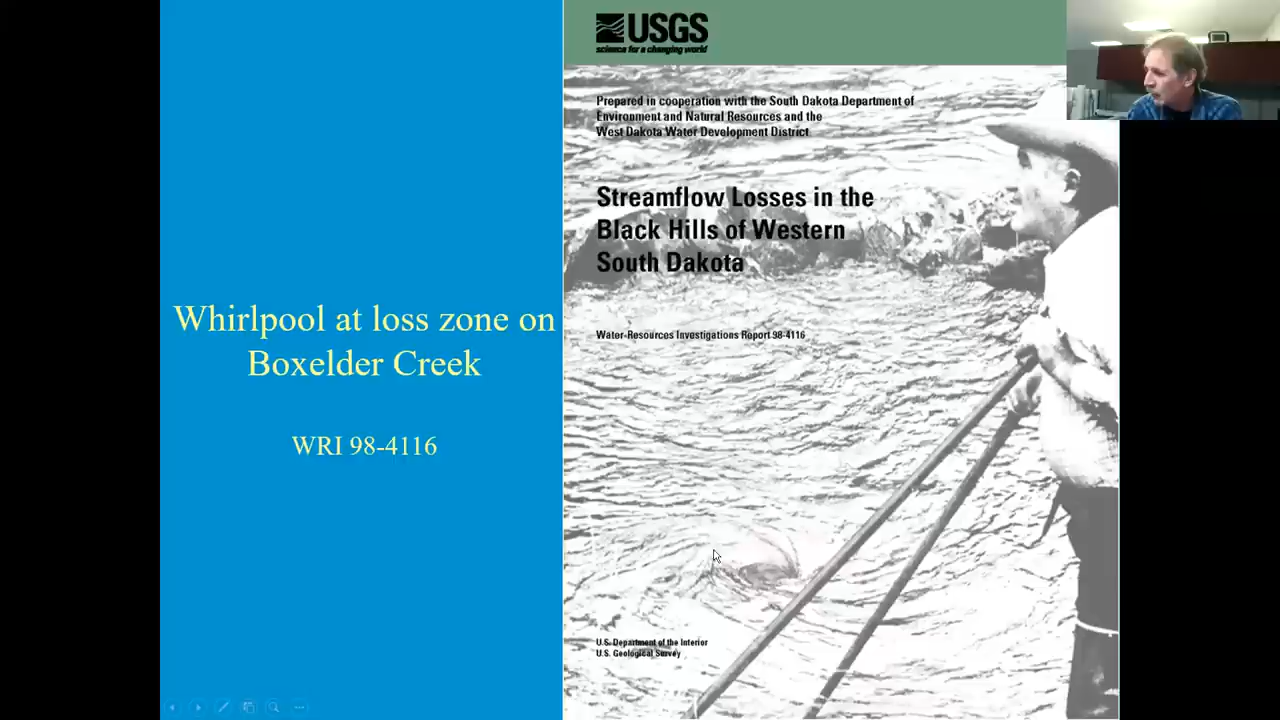 Whirlpool at loss zone on
Boxelder Creek
WRI 98-4116
USGS
science for a changing world
Prepared in cooperation with the South Dakota Department of
Environment and Natural Resources and the
West Dakota Water Development District
Streamflow Losses in the
Black Hills of Western
South Dakota
Water-Resources Investigations Report 98-4116
U.S. Department of the Interior
U.S. Geological Survey